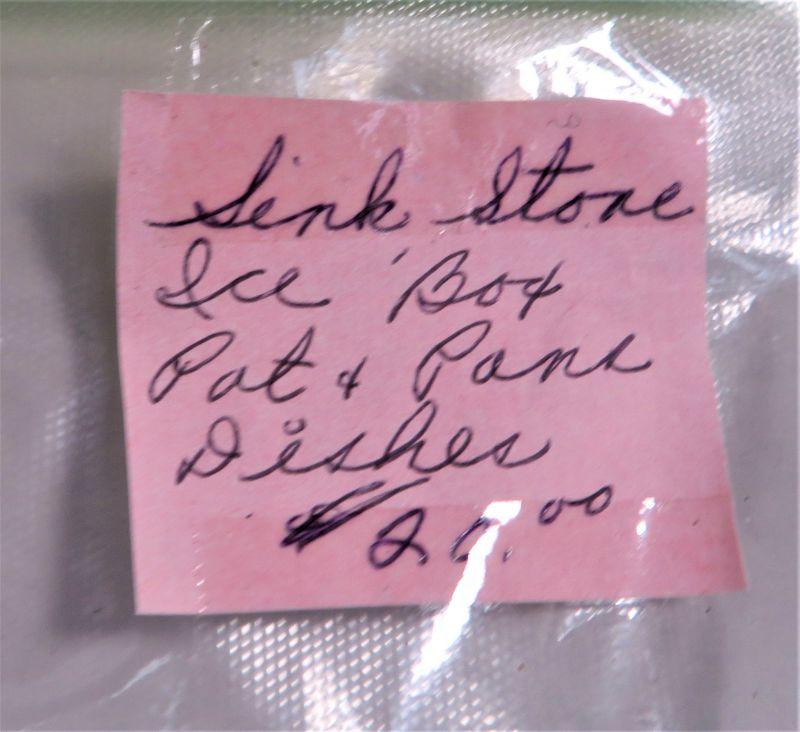 Sink Stove
Ice Box
Pot & Pans
Dishes
$20.00